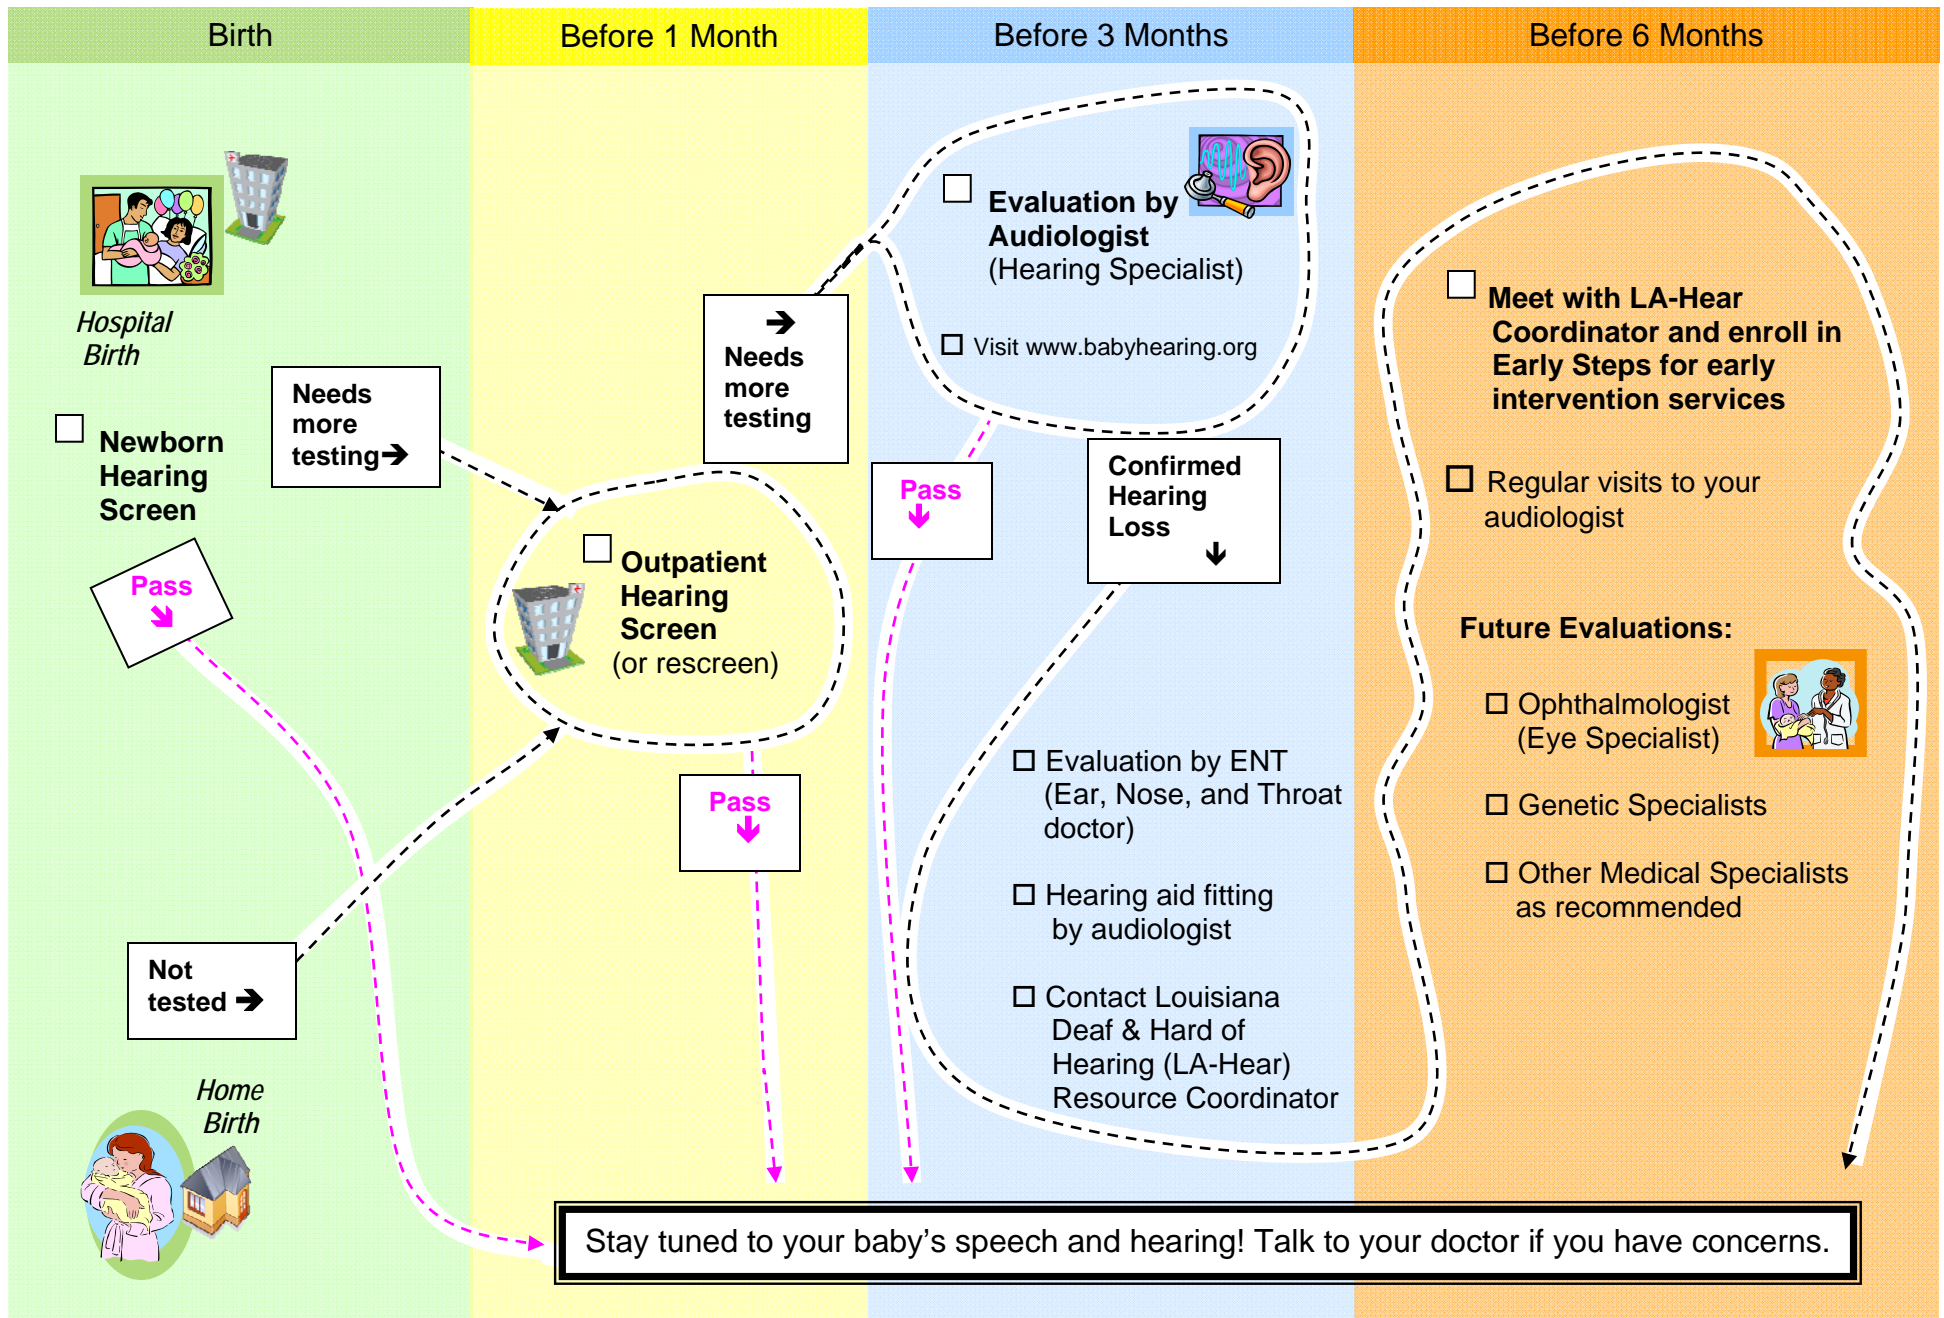 Birth
Before 1 Month
Before 3 Months
Before 6 Months
Hospital
Birth
Newborn
Hearing
Screen
Needs
more
testing➔
Pass
➔
Not
tested ➔
Home
Birth
Outpatient
Hearing
Screen
(or rescreen)
➔
Needs
more
testing
Pass
🡻
Evaluation by
Audiologist
(Hearing Specialist)
Visit www.babyhearing.org
Pass
🡻
Confirmed
Hearing
Loss
🡻
Evaluation by ENT
(Ear, Nose, and Throat
doctor)
Hearing aid fitting
by audiologist
Contact Louisiana
Deaf & Hard of
Hearing (LA-Hear)
Resource Coordinator
Meet with LA-Hear
Coordinator and enroll in
Early Steps for early
intervention services
Regular visits to your
audiologist
Future Evaluations:
Ophthalmologist
(Eye Specialist)
Genetic Specialists
Other Medical Specialists
as recommended
Stay tuned to your baby’s speech and hearing! Talk to your doctor if you have concerns.